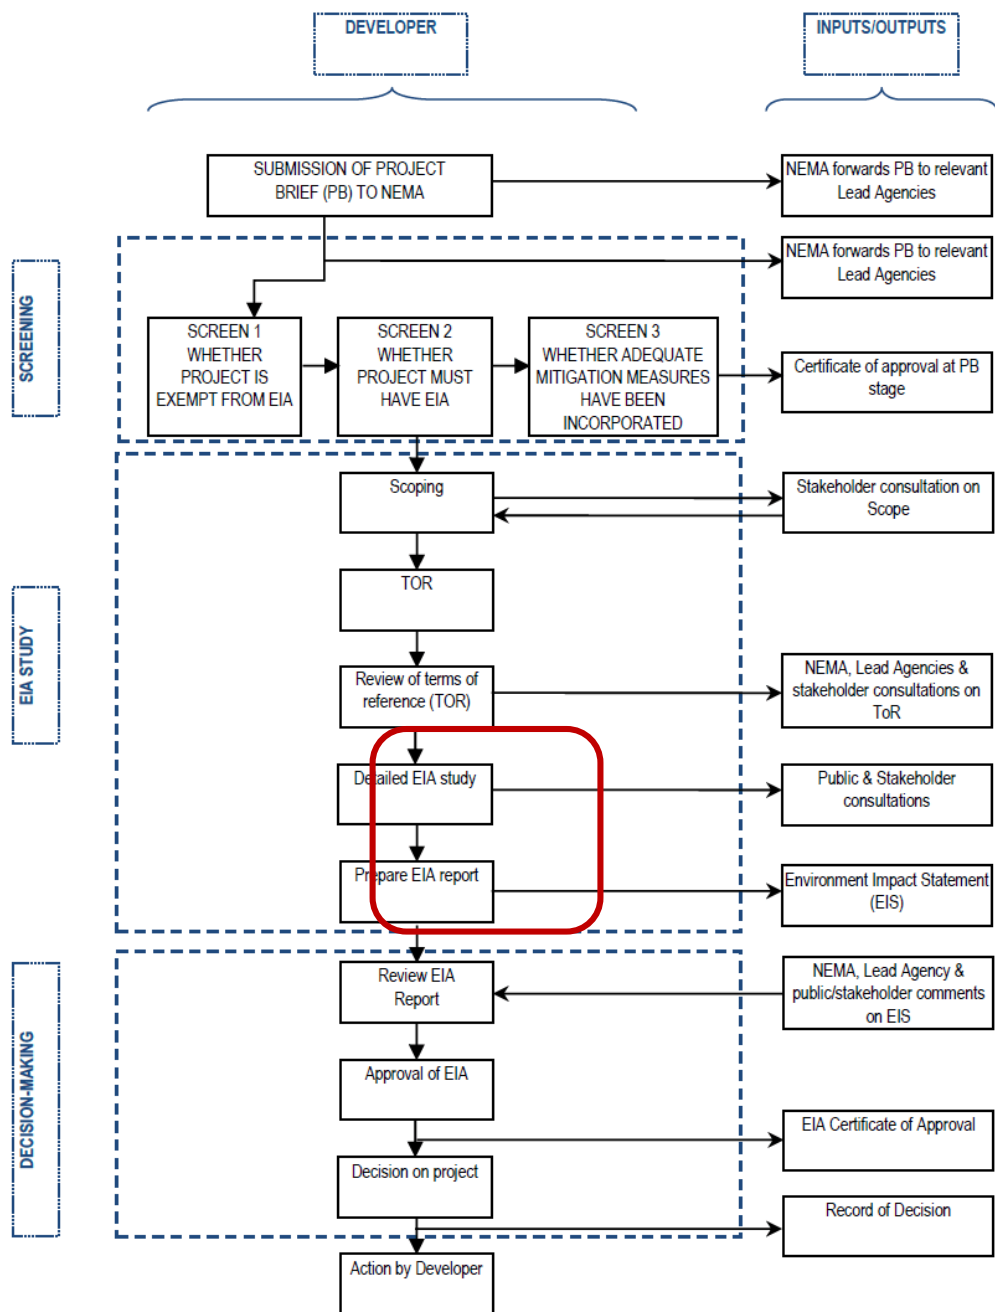 DEVELOPER
INPUTS/OUTPUTS
SUBMISSION OF PROJECT
BRIEF (PB) TO NEMA
NEMA forwards PB to relevant
Lead Agencies
NEMA forwards PB to relevant
Lead Agencies
SCREENING
SCREEN 1
WHETHER
PROJECT IS
EXEMPT FROM EIA
SCREEN 2
WHETHER
PROJECT MUST
HAVE EIA
SCREEN 3
WHETHER ADEQUATE
MITIGATION MEASURES
HAVE BEEN
INCORPORATED
Certificate of approval at PB
stage
EIA STUDY
Scoping
Stakeholder consultation on
Scope
TOR
Review of terms of
reference (TOR)
NEMA, Lead Agencies &
stakeholder consultations on
ToR
Detailed EIA study
Public & Stakeholder
consultations
Prepare EIA report
Environment Impact Statement
(EIS)
DECISION-MAKING
Review EIA
Report
NEMA, Lead Agency &
public/stakeholder comments
on EIS
Approval of EIA
EIA Certificate of Approval
Decision on project
Record of Decision
Action by Developer